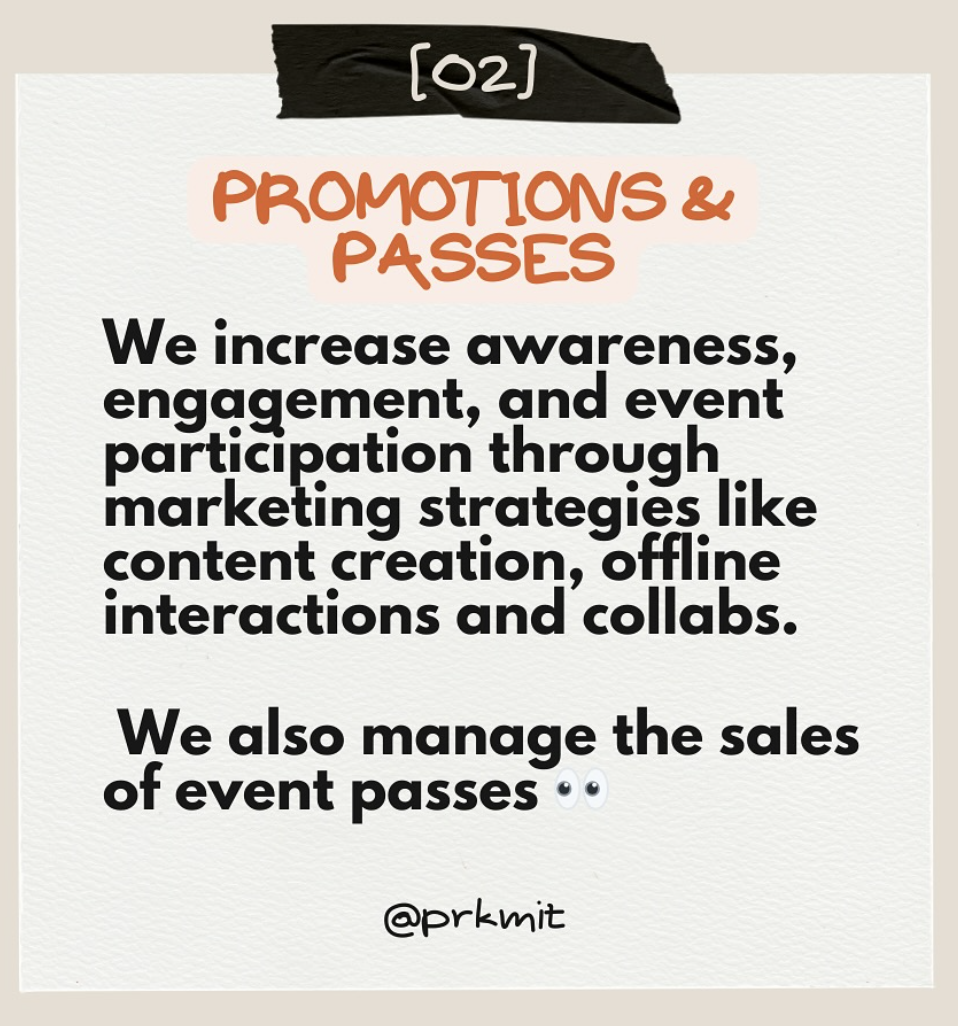 [02]
PROMOTIONS &
PASSES
We increase awareness,
engagement, and event
participation through
marketing strategies like
content creation, offline
interactions and collabs.
We also manage the sales
of event passes 👀
@prkmit